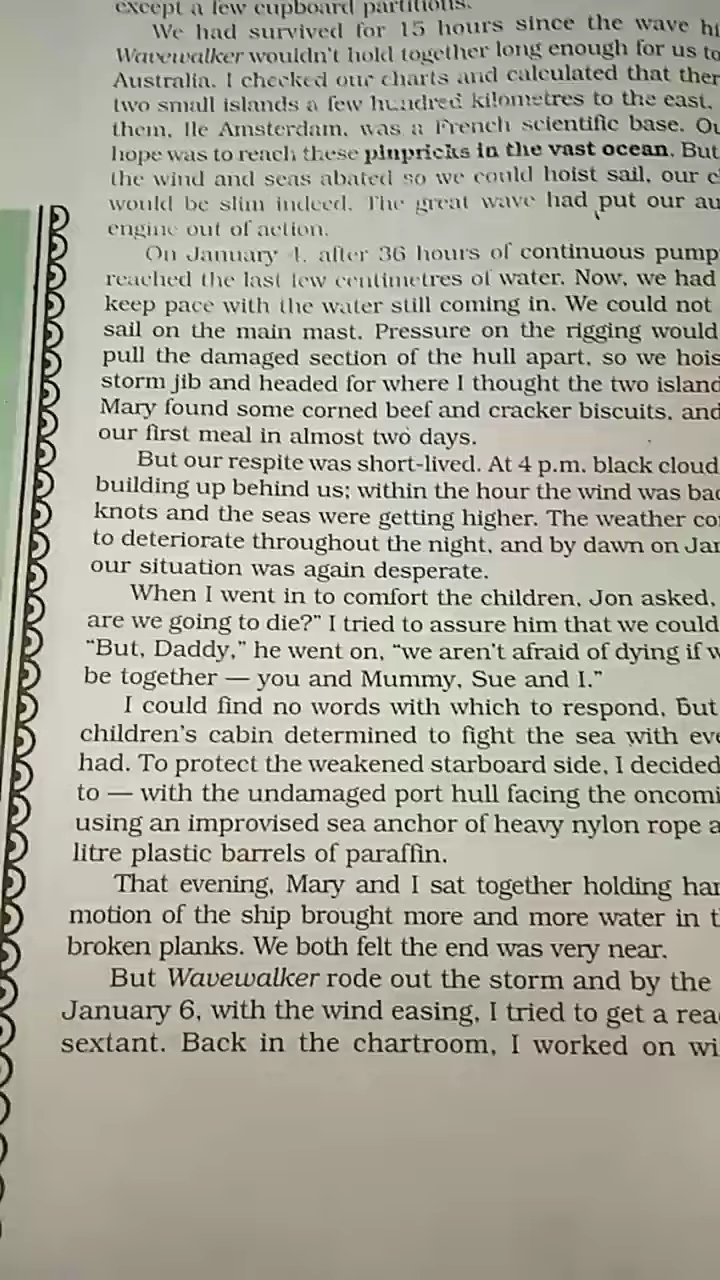 except a few cupboard partitions.
We had survived for 15 hours since the wave hi
Wavewalker wouldn't hold together long enough for us to
Australia. I checked our charts and calculated that ther
two small islands a few hundred kilometres to the east.
them, Ile Amsterdam, was a French scientific base. Ou
hope was to reach these pinpricks in the vast ocean. But
the wind and seas abated so we could hoist sail, our c
would be slim indeed. The great wave had put our au
engine out of action.
On January 4, after 36 hours of continuous pump
reached the last few centimetres of water. Now, we had
keep pace with the water still coming in. We could not
sail on the main mast. Pressure on the rigging would
pull the damaged section of the hull apart, so we hois
storm jib and headed for where I thought the two island
Mary found some corned beef and cracker biscuits, and
our first meal in almost two days.
But our respite was short-lived. At 4 p.m. black cloud
building up behind us; within the hour the wind was bac
knots and the seas were getting higher. The weather co
to deteriorate throughout the night, and by dawn on Jan
our situation was again desperate.
When I went in to comfort the children, Jon asked,
are we going to die?" I tried to assure him that we could
"But, Daddy," he went on, "we aren't afraid of dying if w
be together — you and Mummy, Sue and I."
I could find no words with which to respond, but
children's cabin determined to fight the sea with eve
had. To protect the weakened starboard side, I decided
to — with the undamaged port hull facing the oncomi
using an improvised sea anchor of heavy nylon rope a
litre plastic barrels of paraffin.
That evening, Mary and I sat together holding han
motion of the ship brought more and more water in t
broken planks. We both felt the end was very near.
But Wavewalker rode out the storm and by the
January 6, with the wind easing, I tried to get a rea
sextant. Back in the chartroom, I worked on wi